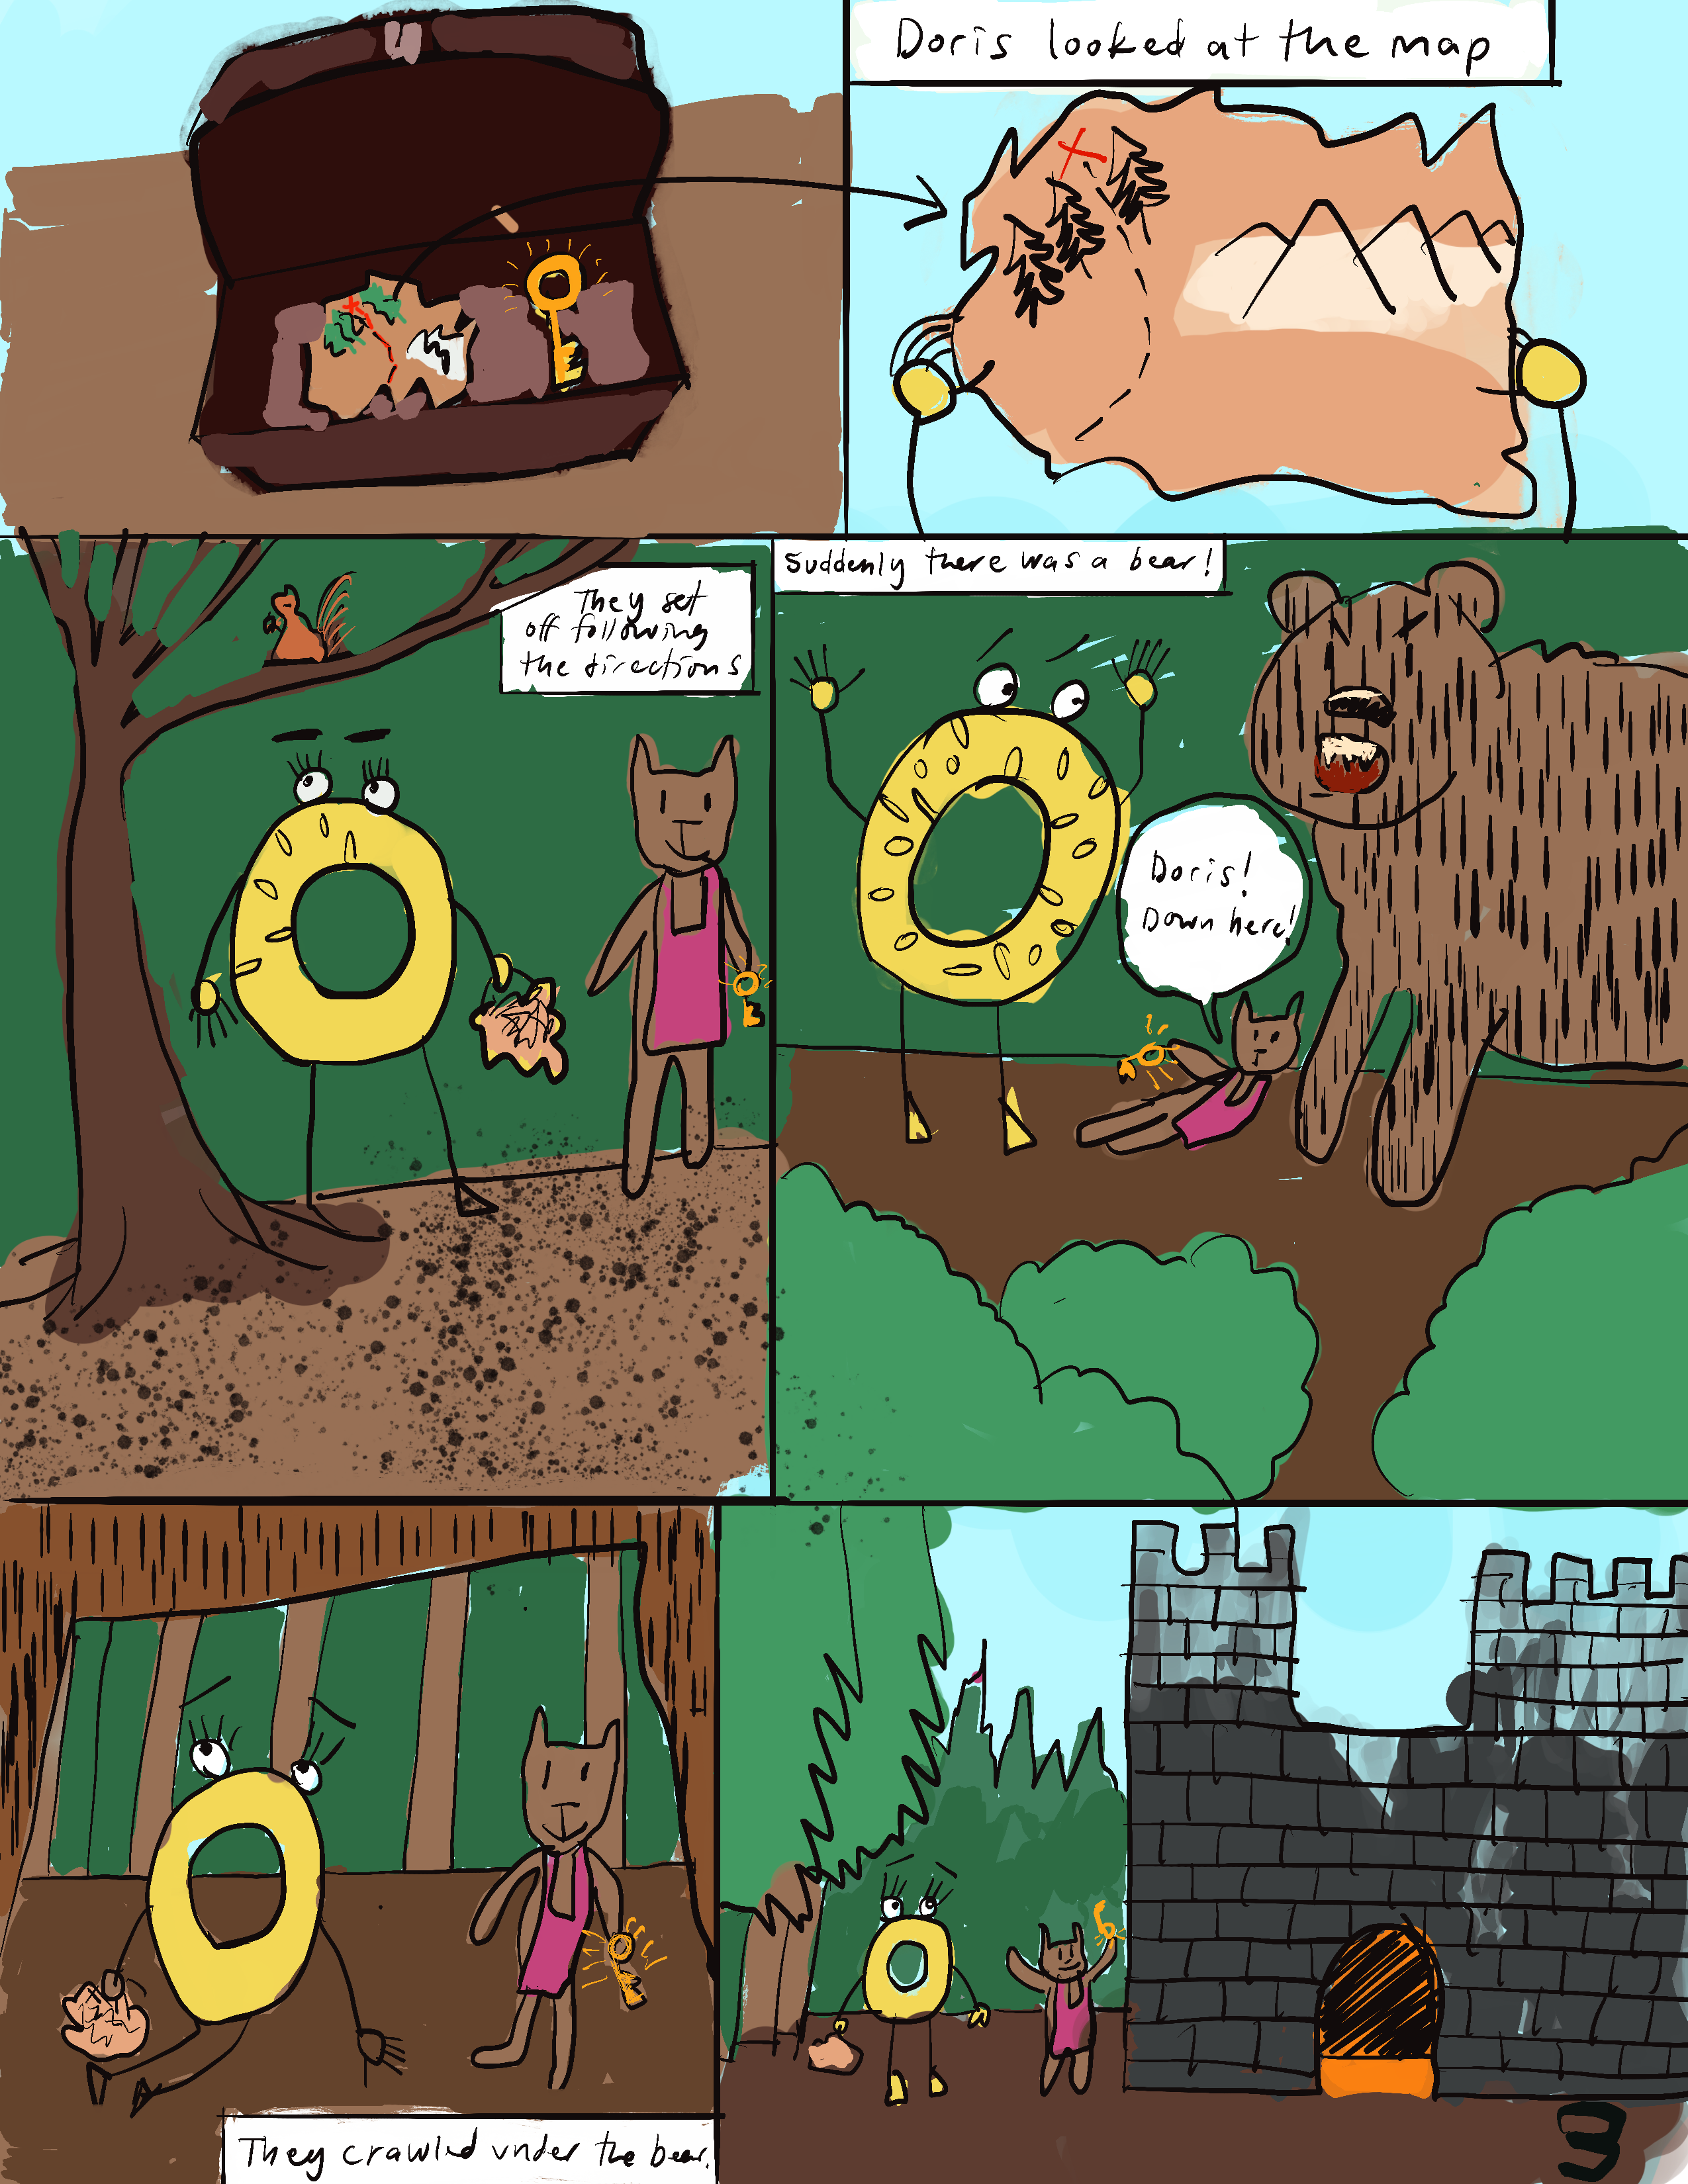 Doris looked at the map
They set
off following
the directions
Suddenly there was a bear!
Doris!
Down here!
They crawled under the bear.
3